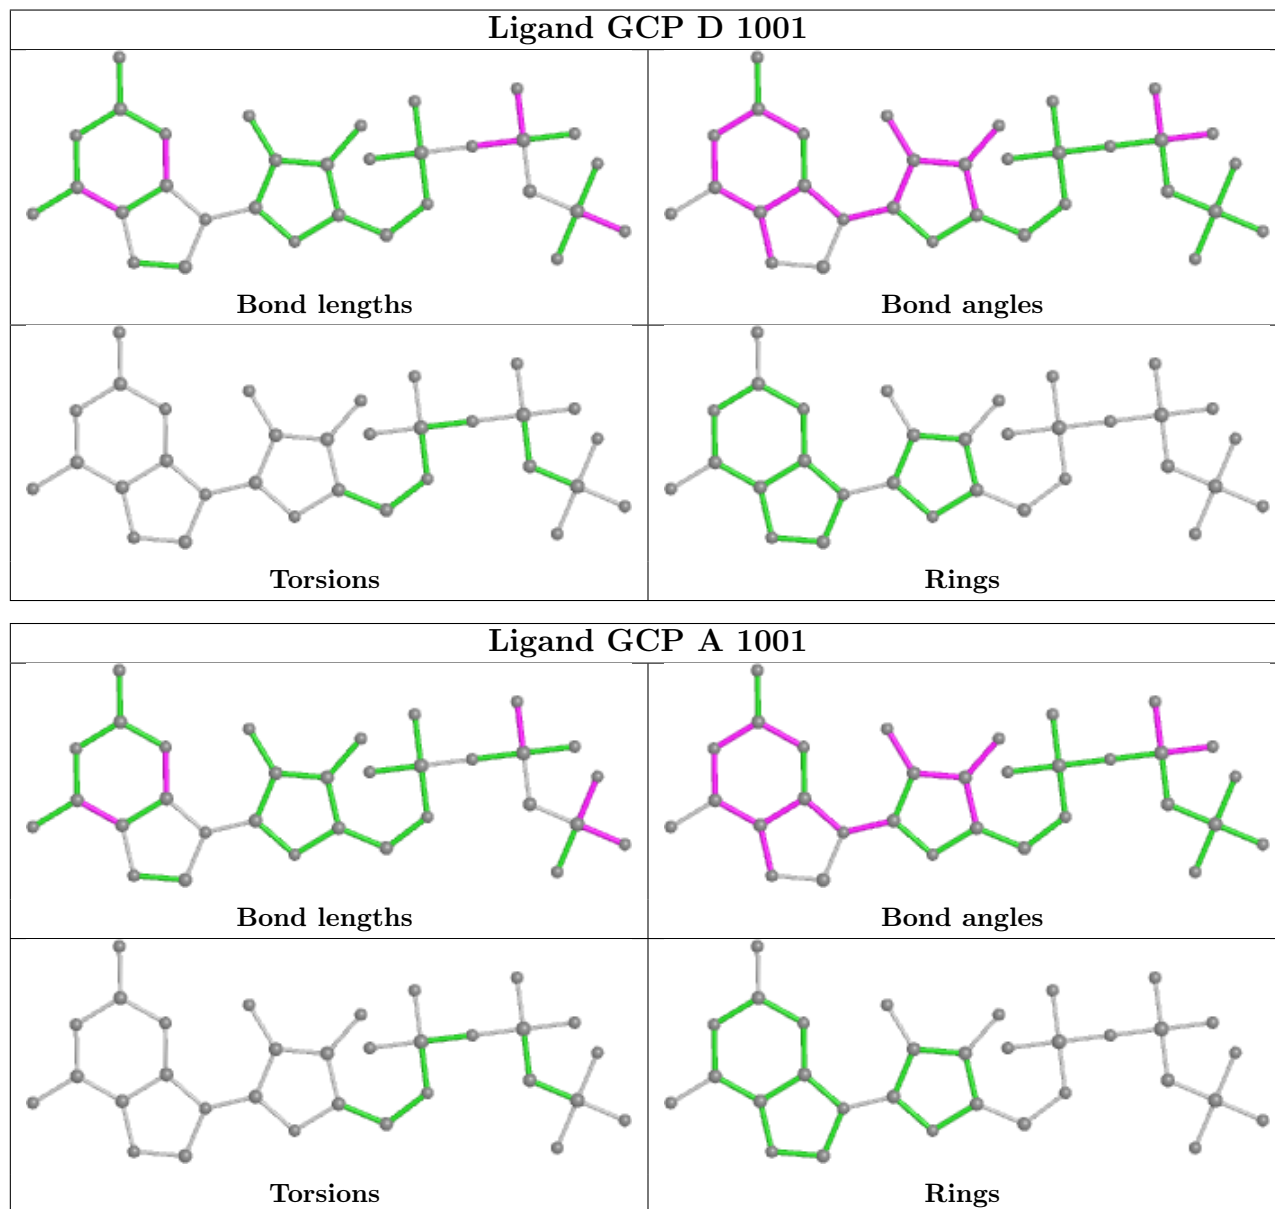 Ligand GCP D 1001
Bond lengths
Bond angles
Torsions
Rings
Ligand GCP A 1001
Bond lengths
Bond angles
Torsions
Rings